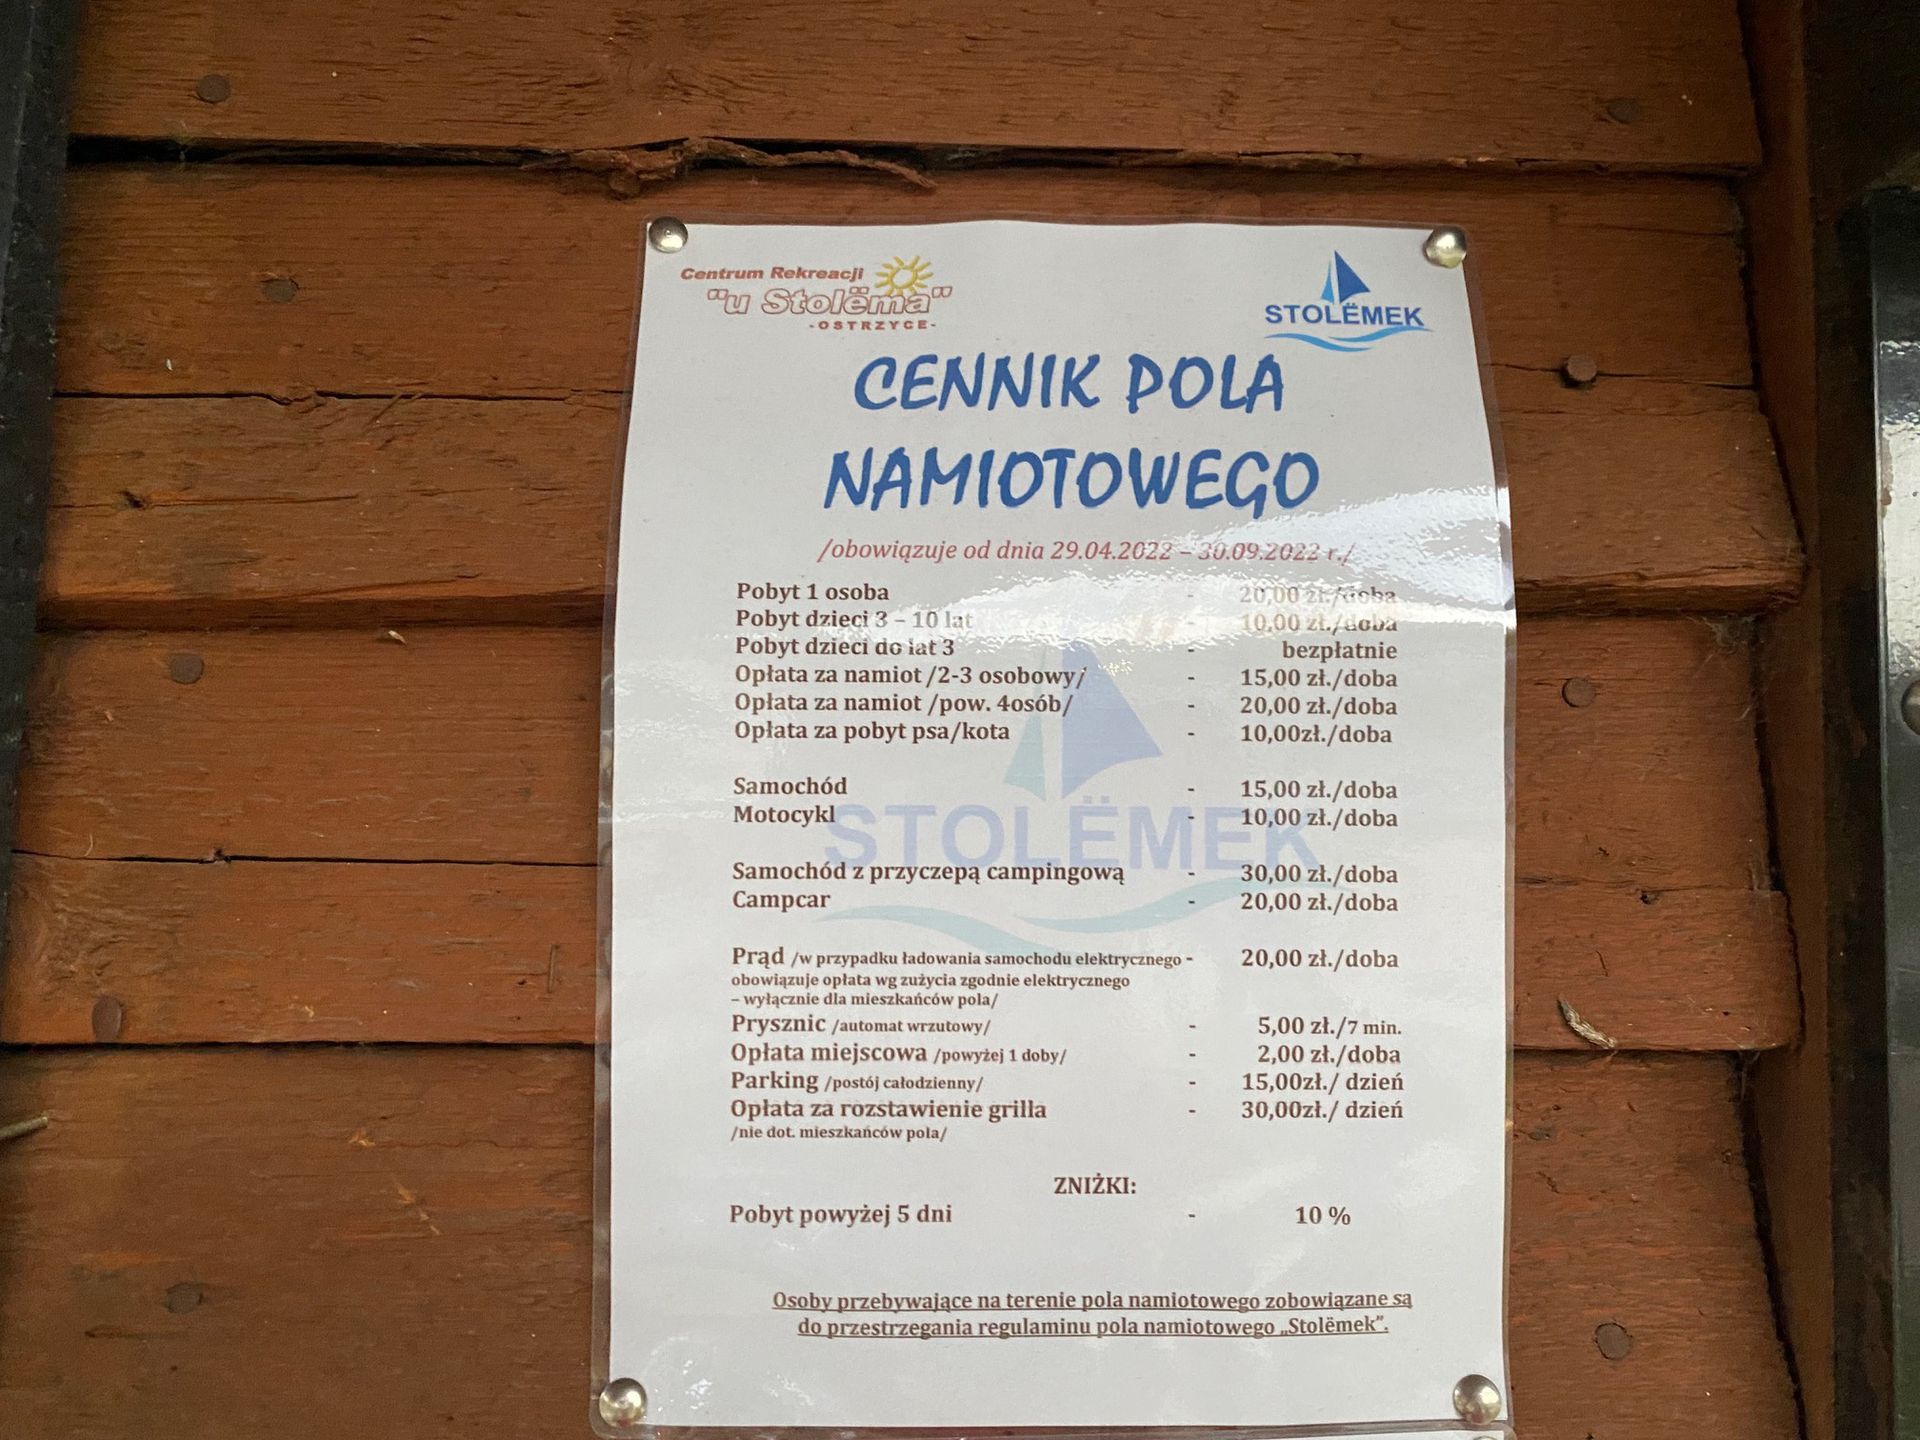 Centrum Rekreacji
"u Stolëma"
-OSTRZYCE-
STOLËMEK
CENNIK POLA
NAMIOTOWEGO
/obowiązuje od dnia 29.04.2022 – 30.09.2022 r./
Pobyt 1 osoba - 20,00 zł./doba
Pobyt dzieci 3 – 10 lat - 10,00 zł./doba
Pobyt dzieci do lat 3 - bezpłatnie
Opłata za namiot /2-3 osobowy/ - 15,00 zł./doba
Opłata za namiot /pow. 4osób/ - 20,00 zł./doba
Opłata za pobyt psa/kota - 10,00zł./doba
Samochód - 15,00 zł./doba
Motocykl - 10,00 zł./doba
STOLËMEK
Samochód z przyczepą campingową - 30,00 zł./doba
Campcar - 20,00 zł./doba
Prąd /w przypadku ładowania samochodu elektrycznego - 20,00 zł./doba
obowiązuje opłata wg zużycia zgodnie elektrycznego
– wyłącznie dla mieszkańców pola/
Prysznic /automat wrzutowy/ - 5,00 zł./7 min.
Opłata miejscowa /powyżej 1 doby/ - 2,00 zł./doba
Parking /postój całodzienny/ - 15,00zł./ dzień
Opłata za rozstawienie grilla - 30,00zł./ dzień
/nie dot. mieszkańców pola/
ZNIŻKI:
Pobyt powyżej 5 dni - 10 %
Osoby przebywające na terenie pola namiotowego zobowiązane są
do przestrzegania regulaminu pola namiotowego „Stolëmek”.